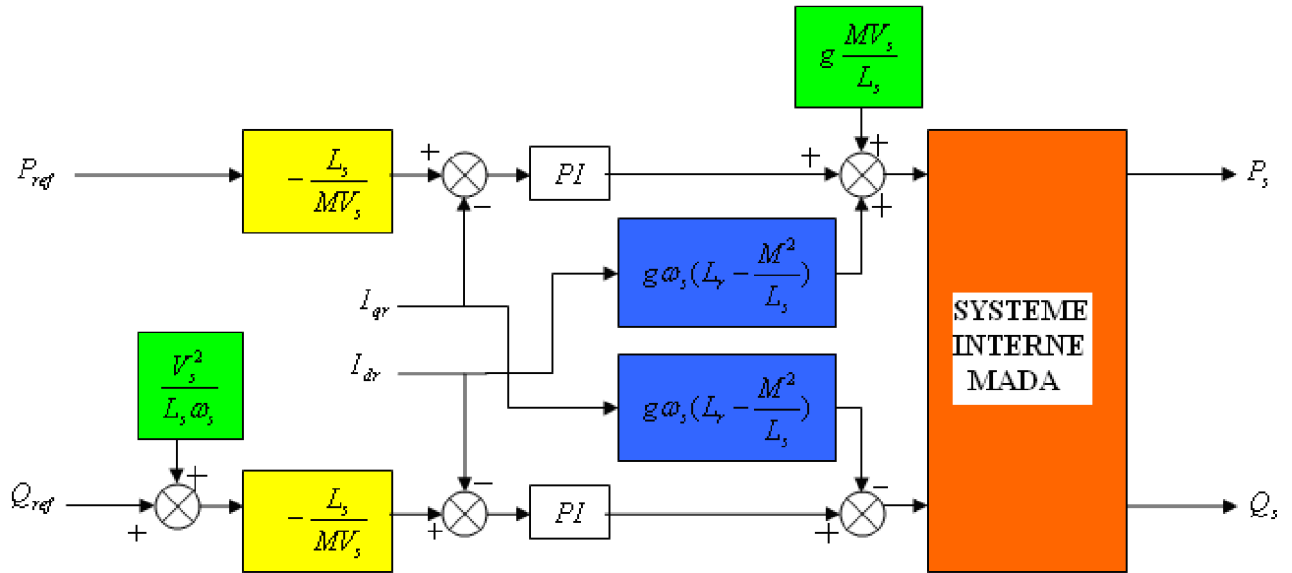 g MV_s / L_s
P_ref
- L_s / MV_s
+
-
PI
+
+
+
P_s
gω_s(L_r - M^2 / L_s)
I_qr
SYSTEME
INTERNE
MADA
V_s^2 / L_s ω_s
I_dr
gω_s(L_r - M^2 / L_s)
Q_ref
+
+
- L_s / MV_s
+
-
PI
+
-
Q_s